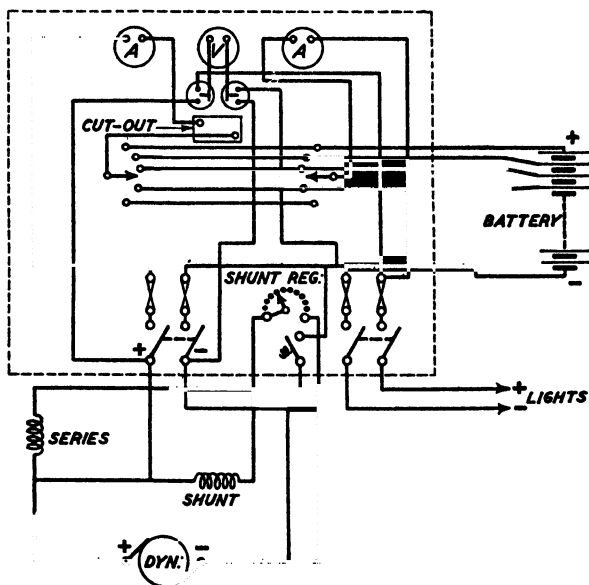 A
V
A
CUT-OUT
+
BATTERY
-
SHUNT REG:
+
-
+
- LIGHTS
SERIES
SHUNT
+
-
DYN: